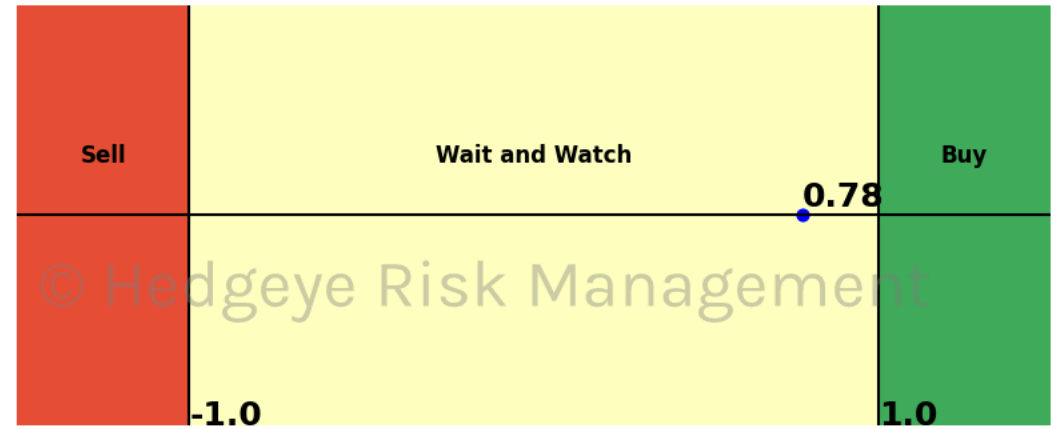 Sell
Wait and Watch
Buy
0.78
© Hedgeye Risk Management
-1.0
1.0